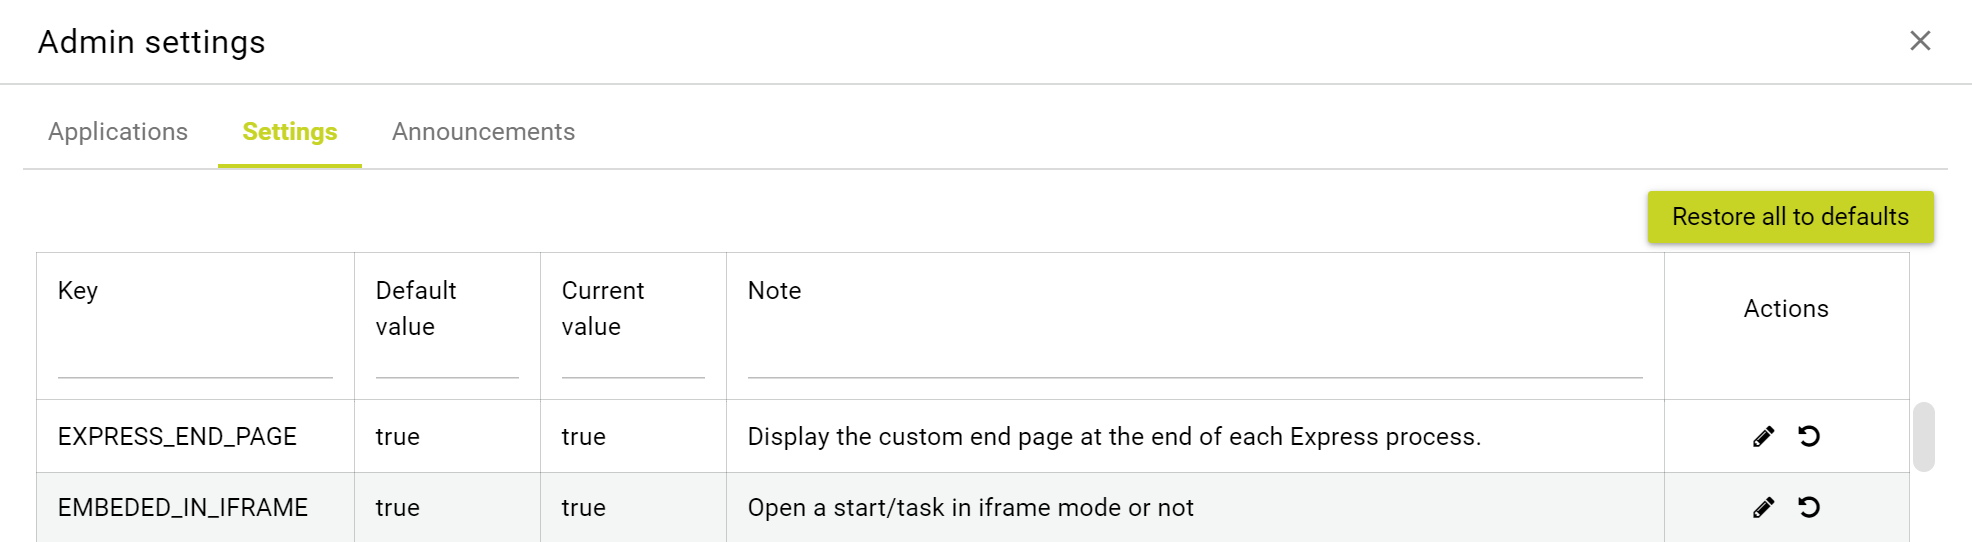 Admin settings
Applications Settings Announcements
Restore all to defaults
Key Default value Current value Note Actions
EXPRESS_END_PAGE true true Display the custom end page at the end of each Express process.
EMBEDED_IN_IFRAME true true Open a start/task in iframe mode or not